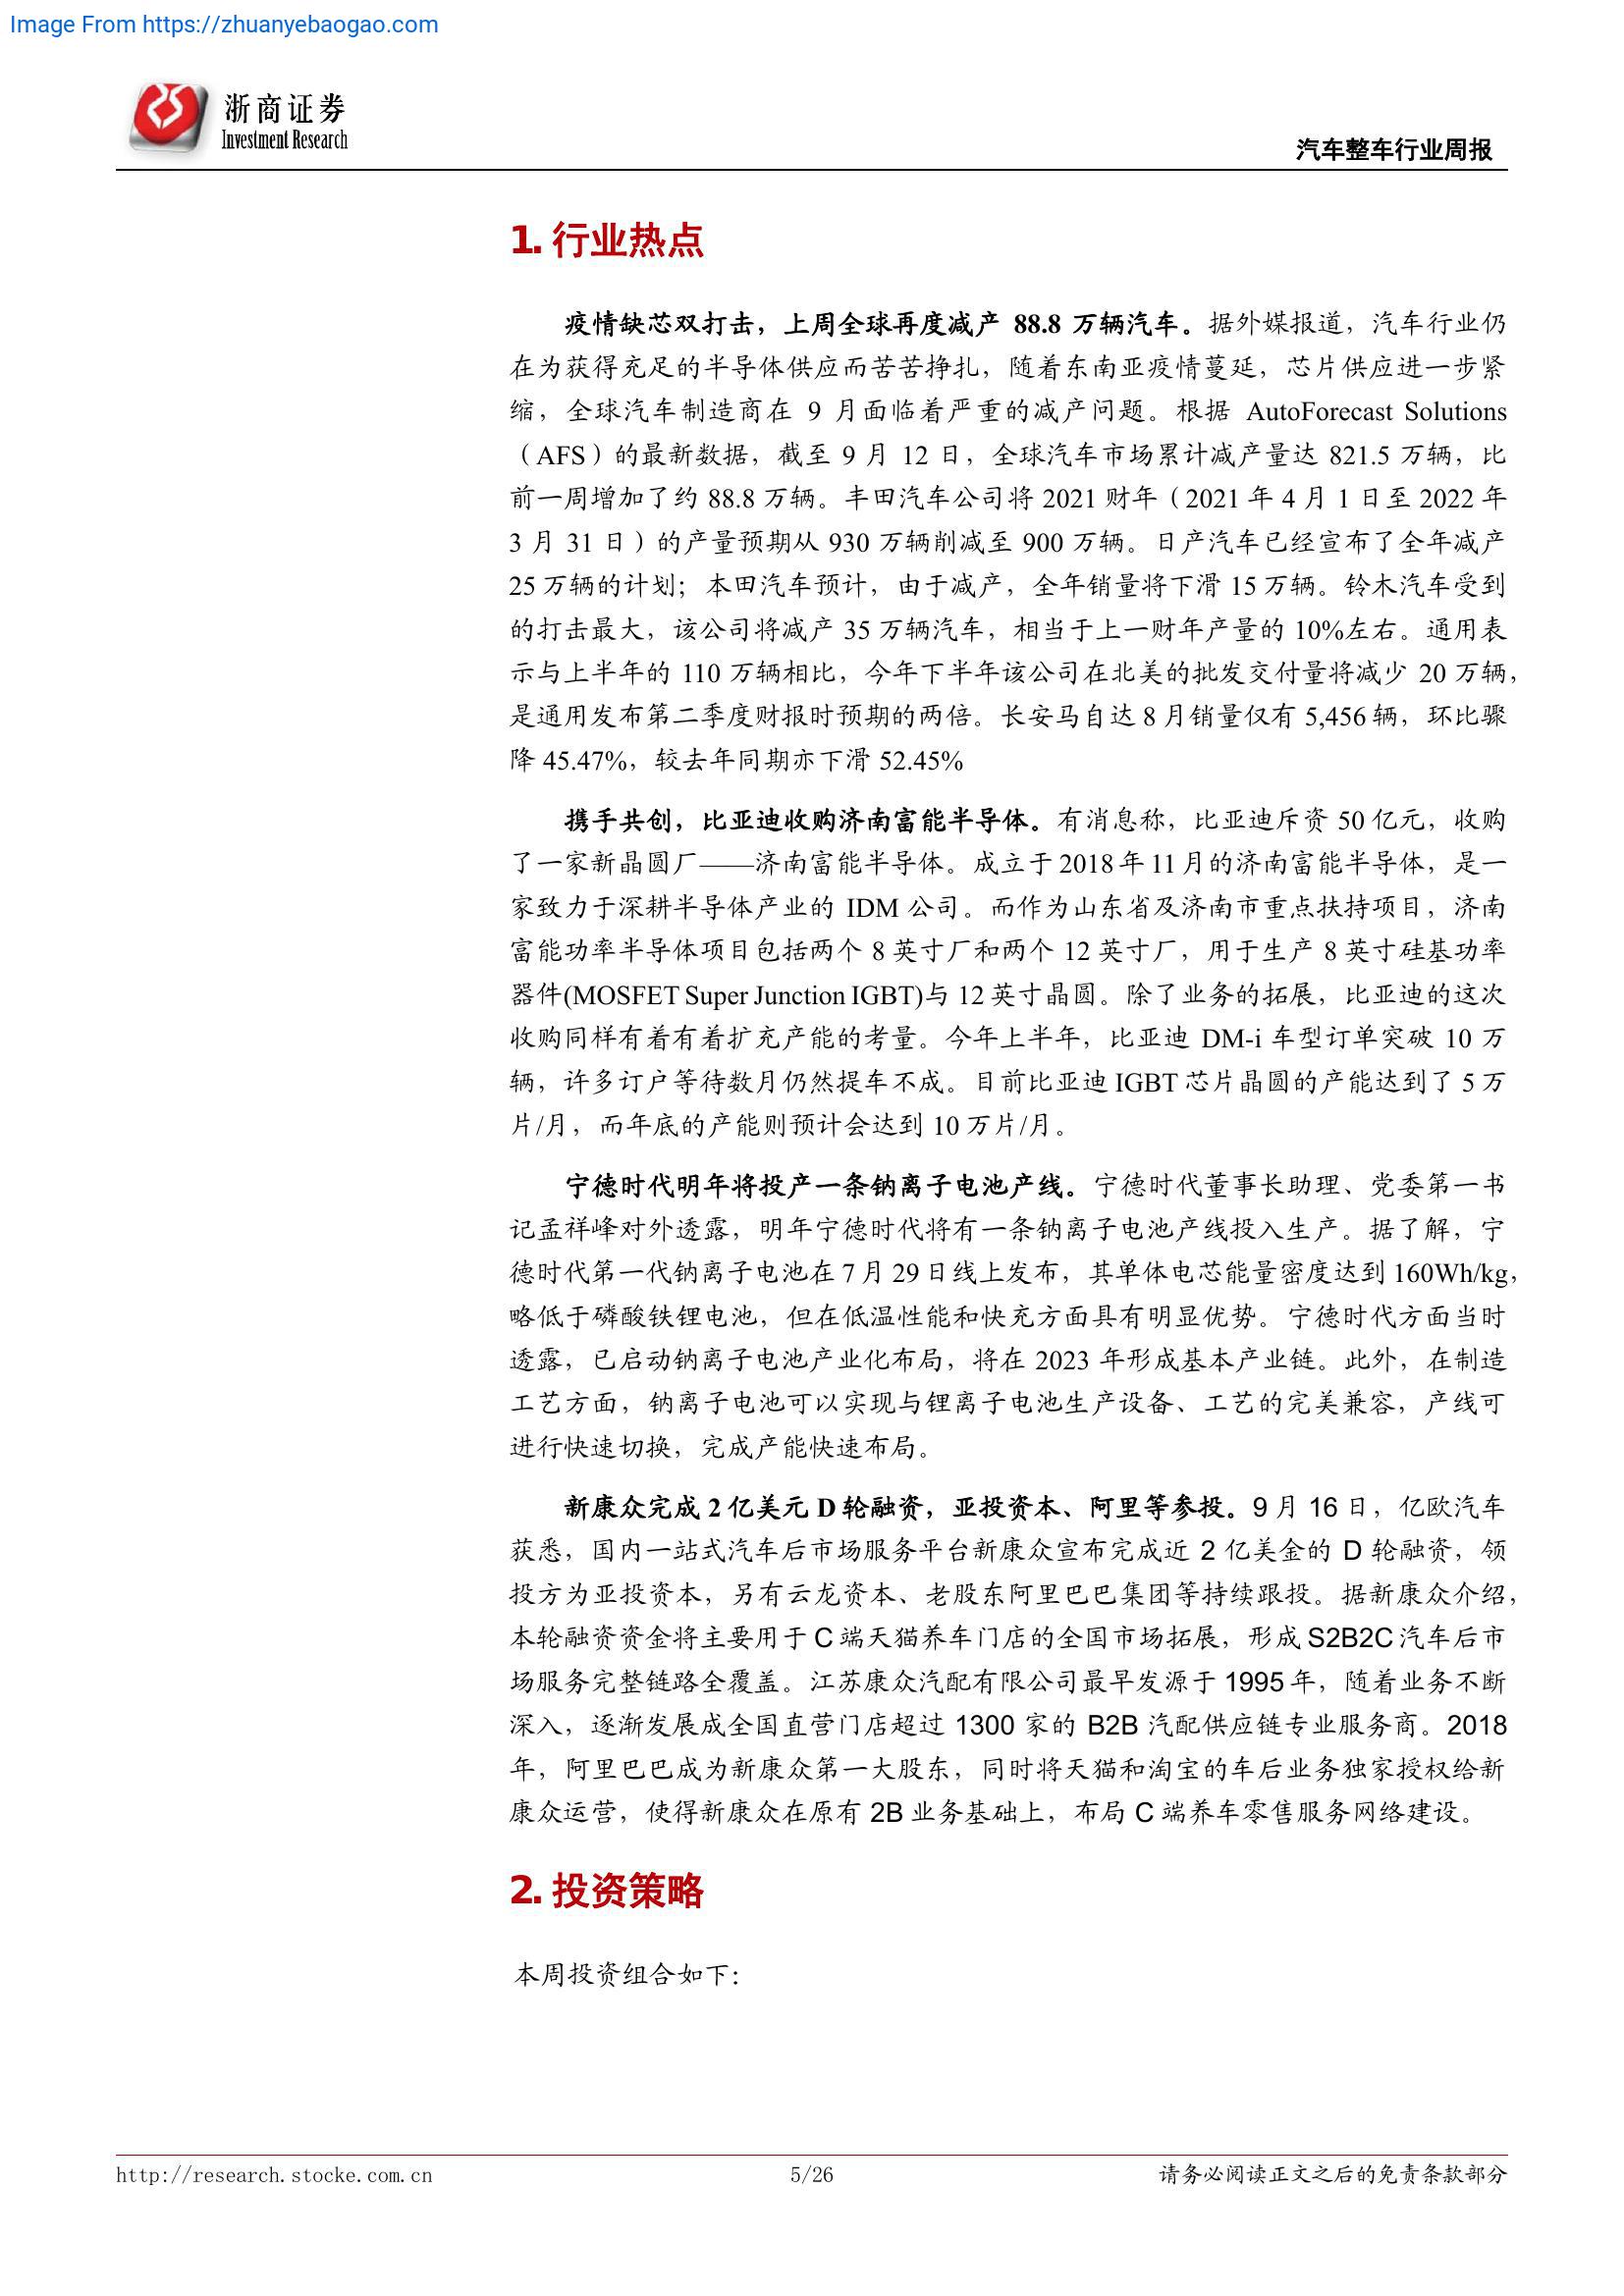 Image From https://zhuanyebaogao.com
浙商证券
Investment Research
汽车整车行业周报
1. 行业热点
疫情缺芯双打击，上周全球再度减产 88.8 万辆汽车。据外媒报道，汽车行业仍
在为获得充足的半导体供应而苦苦挣扎，随着东南亚疫情蔓延，芯片供应进一步紧
缩，全球汽车制造商在 9 月面临着严重的减产问题。根据 AutoForecast Solutions
（AFS）的最新数据，截至 9 月 12 日，全球汽车市场累计减产量达 821.5 万辆，比
前一周增加了约 88.8 万辆。丰田汽车公司将 2021 财年（2021 年 4 月 1 日至 2022 年
3 月 31 日）的产量预期从 930 万辆削减至 900 万辆。日产汽车已经宣布了全年减产
25 万辆的计划；本田汽车预计，由于减产，全年销量将下滑 15 万辆。铃木汽车受到
的打击最大，该公司将减产 35 万辆汽车，相当于上一财年产量的 10%左右。通用表
示与上半年的 110 万辆相比，今年下半年该公司在北美的批发交付量将减少 20 万辆，
是通用发布第二季度财报时预期的两倍。长安马自达 8 月销量仅有 5,456 辆，环比骤
降 45.47%，较去年同期亦下滑 52.45%
携手共创，比亚迪收购济南富能半导体。有消息称，比亚迪斥资 50 亿元，收购
了一家新晶圆厂——济南富能半导体。成立于 2018 年 11 月的济南富能半导体，是一
家致力于深耕半导体产业的 IDM 公司。而作为山东省及济南市重点扶持项目，济南
富能功率半导体项目包括两个 8 英寸厂和两个 12 英寸厂，用于生产 8 英寸硅基功率
器件(MOSFET Super Junction IGBT)与 12 英寸晶圆。除了业务的拓展，比亚迪的这次
收购同样有着有着扩充产能的考量。今年上半年，比亚迪 DM-i 车型订单突破 10 万
辆，许多订户等待数月仍然提车不成。目前比亚迪 IGBT 芯片晶圆的产能达到了 5 万
片/月，而年底的产能则预计会达到 10 万片/月。
宁德时代明年将投产一条钠离子电池产线。宁德时代董事长助理、党委第一书
记孟祥峰对外透露，明年宁德时代将有一条钠离子电池产线投入生产。据了解，宁
德时代第一代钠离子电池在 7 月 29 日线上发布，其单体电芯能量密度达到 160Wh/kg，
略低于磷酸铁锂电池，但在低温性能和快充方面具有明显优势。宁德时代方面当时
透露，已启动钠离子电池产业化布局，将在 2023 年形成基本产业链。此外，在制造
工艺方面，钠离子电池可以实现与锂离子电池生产设备、工艺的完美兼容，产线可
进行快速切换，完成产能快速布局。
新康众完成 2 亿美元 D 轮融资，亚投资本、阿里等参投。9 月 16 日，亿欧汽车
获悉，国内一站式汽车后市场服务平台新康众宣布完成近 2 亿美金的 D 轮融资，领
投方为亚投资本，另有云龙资本、老股东阿里巴巴集团等持续跟投。据新康众介绍，
本轮融资资金将主要用于 C 端天猫养车门店的全国市场拓展，形成 S2B2C 汽车后市
场服务完整链路全覆盖。江苏康众汽配有限公司最早发源于 1995 年，随着业务不断
深入，逐渐发展成全国直营门店超过 1300 家的 B2B 汽配供应链专业服务商。2018
年，阿里巴巴成为新康众第一大股东，同时将天猫和淘宝的车后业务独家授权给新
康众运营，使得新康众在原有 2B 业务基础上，布局 C 端养车零售服务网络建设。
2. 投资策略
本周投资组合如下：
http://research.stocke.com.cn
5/26
请务必阅读正文之后的免责条款部分